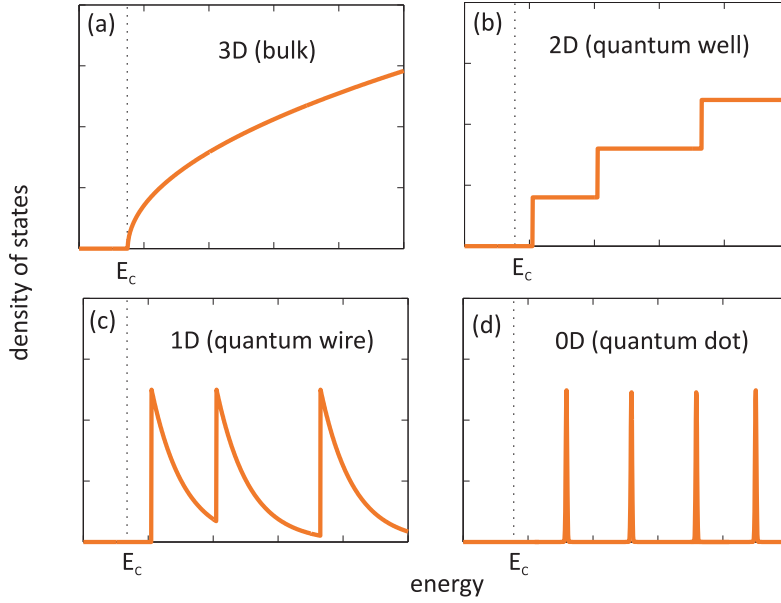 (a)
3D (bulk)
E_c
(b)
2D (quantum well)
E_c
density of states
(c)
1D (quantum wire)
E_c
(d)
0D (quantum dot)
E_c
energy